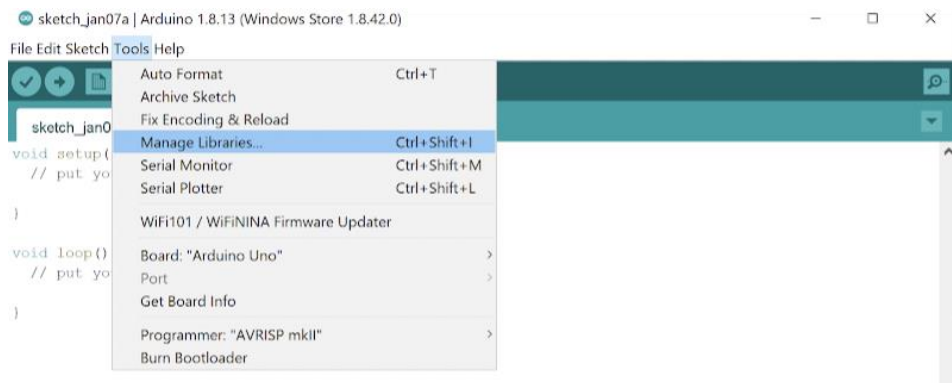 sketch_jan07a | Arduino 1.8.13 (Windows Store 1.8.42.0)
File Edit Sketch Tools Help
Auto Format Ctrl+T
Archive Sketch
Fix Encoding & Reload
sketch_jan0
Manage Libraries... Ctrl+Shift+I
void setup(
Serial Monitor Ctrl+Shift+M
// put yo
Serial Plotter Ctrl+Shift+L
}
WiFi101 / WiFiNINA Firmware Updater
void loop()
Board: "Arduino Uno"
// put yo
Port
Get Board Info
}
Programmer: "AVRISP mkII"
Burn Bootloader